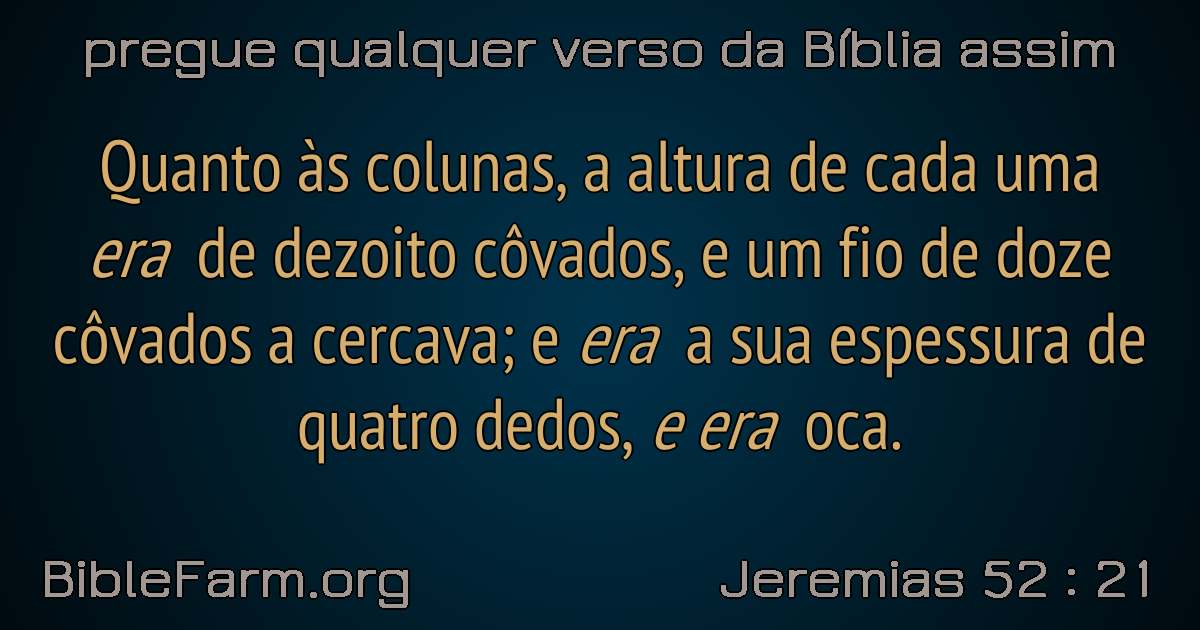 pregue qualquer verso da Bíblia assim
Quanto às colunas, a altura de cada uma
era de dezoito côvados, e um fio de doze
côvados a cercava; e era a sua espessura de
quatro dedos, e era oca.
BibleFarm.org
Jeremias 52 : 21